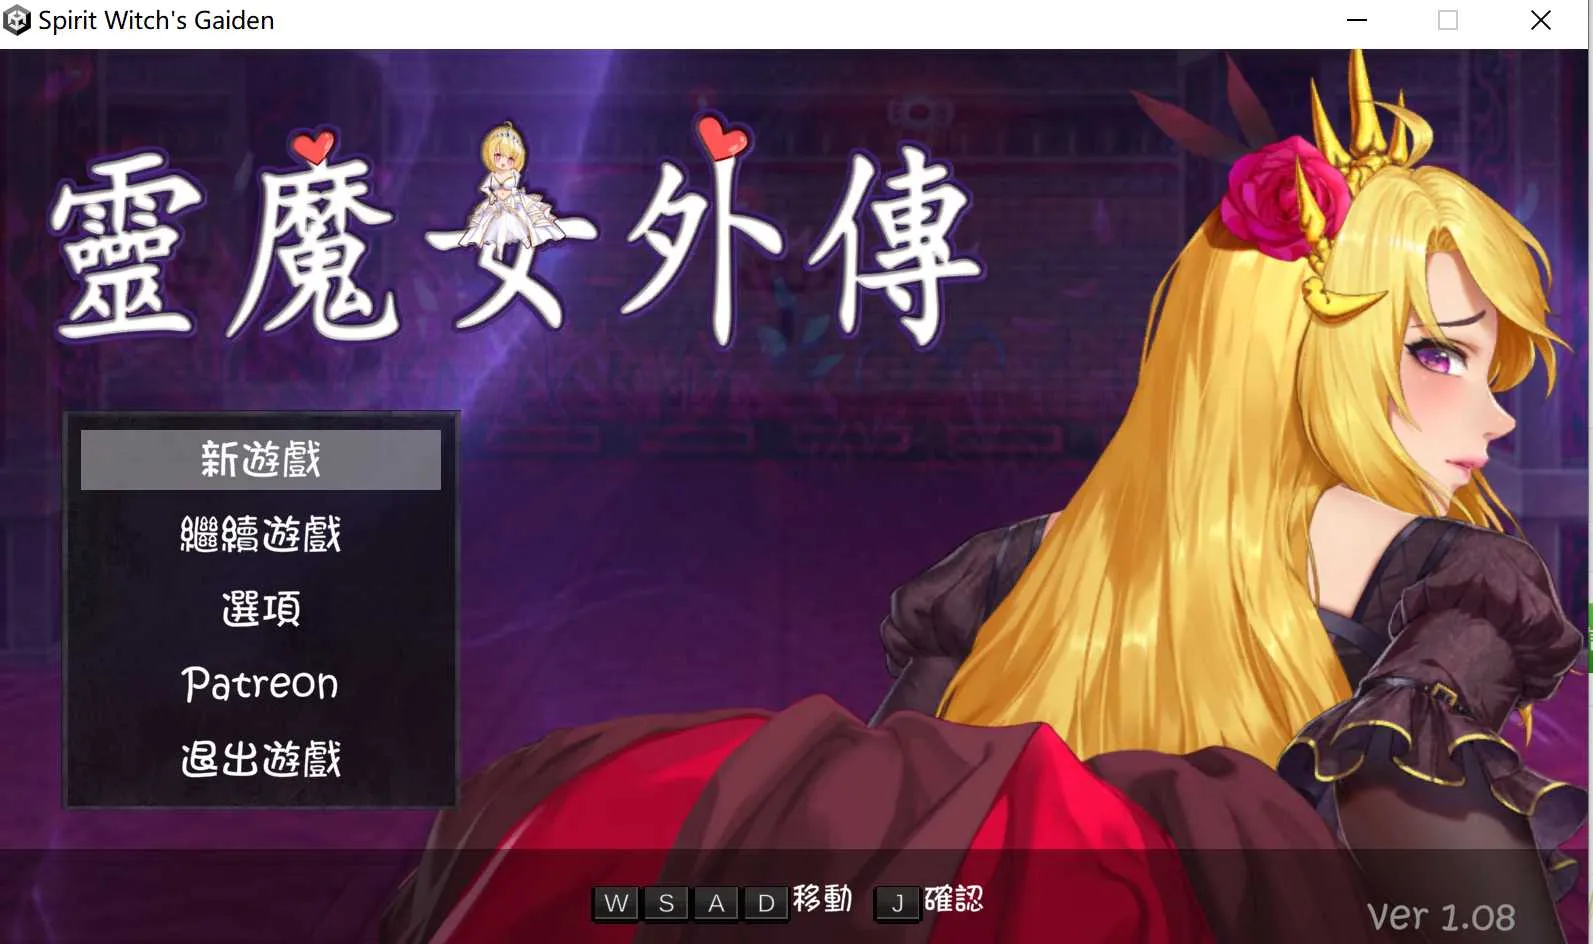 Spirit Witch's Gaiden
靈魔女外傳
新遊戲
繼續遊戲
選項
Patreon
退出遊戲
W S A D 移動 J 確認
Ver 1.08